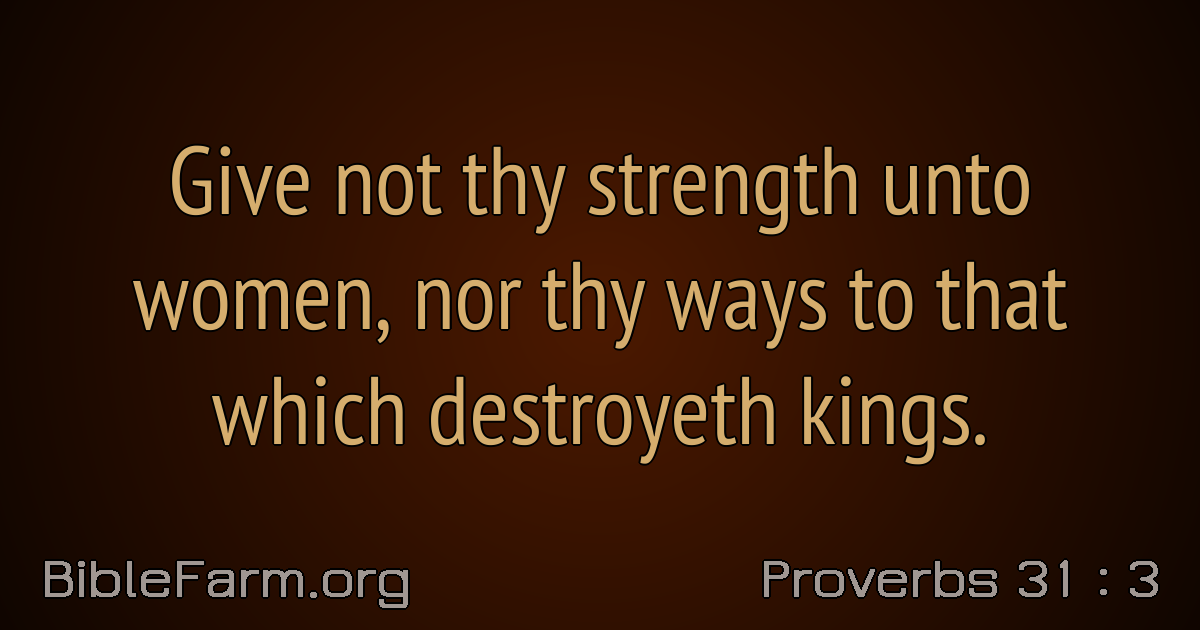 Give not thy strength unto
women, nor thy ways to that
which destroyeth kings.
BibleFarm.org
Proverbs 31 : 3